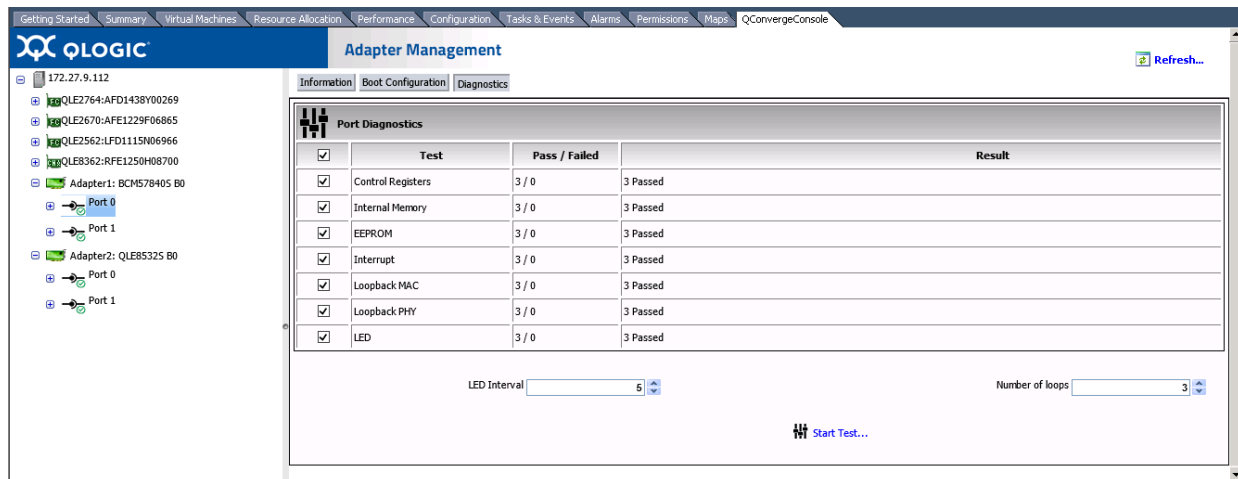 Getting Started Summary Virtual Machines Resource Allocation Performance Configuration Tasks & Events Alarms Permissions Maps QConvergeConsole
QLOGIC
Adapter Management
Refresh...
172.27.9.112
QLE2764:AFD1438Y00269
QLE2670:AFE1229F06865
QLE2562:LFD1115N06966
QLE8362:RFE1250H08700
Adapter1: BCM57840S B0
Port 0
Port 1
Adapter2: QLE8532S B0
Port 0
Port 1
Information Boot Configuration Diagnostics
Port Diagnostics
Test Pass / Failed Result
Control Registers 3 / 0 3 Passed
Internal Memory 3 / 0 3 Passed
EEPROM 3 / 0 3 Passed
Interrupt 3 / 0 3 Passed
Loopback MAC 3 / 0 3 Passed
Loopback PHY 3 / 0 3 Passed
LED 3 / 0 3 Passed
LED Interval 5 Number of loops 3
Start Test...